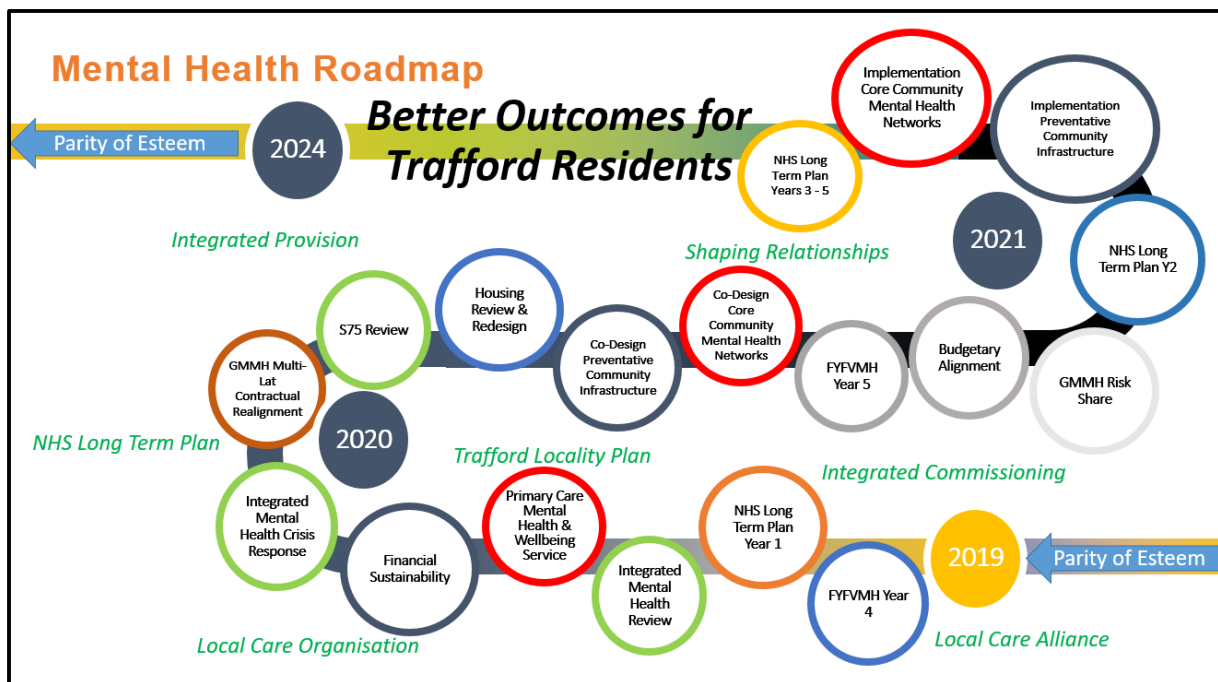 Mental Health Roadmap
Better Outcomes for
Trafford Residents
Parity of Esteem
2024
NHS Long
Term Plan
Years 3 - 5
Implementation
Core Community
Mental Health
Networks
Implementation
Preventative
Community
Infrastructure
Integrated Provision
Shaping Relationships
2021
NHS Long
Term Plan Y2
S75 Review
Housing
Review &
Redesign
Co-Design
Preventative
Community
Infrastructure
Co-Design
Core
Community
Mental Health
Networks
FYFVMH
Year 5
Budgetary
Alignment
GMMH Risk
Share
GMMH Multi-
Lat
Contractual
Realignment
2020
NHS Long Term Plan
Trafford Locality Plan
Integrated Commissioning
Integrated
Mental
Health Crisis
Response
Financial
Sustainability
Primary Care
Mental
Health &
Wellbeing
Service
Integrated
Mental
Health
Review
NHS Long
Term Plan
Year 1
FYFVMH Year
4
2019
Parity of Esteem
Local Care Organisation
Local Care Alliance